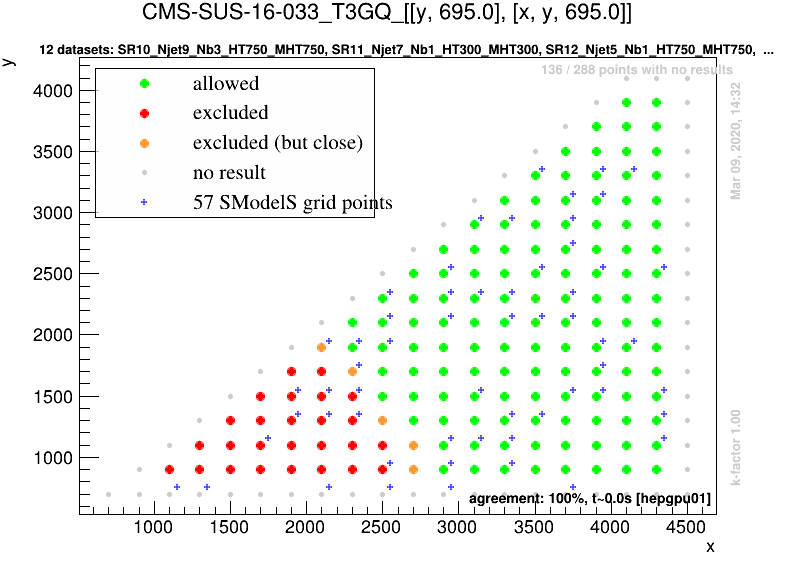 CMS-SUS-16-033_T3GQ_[[y, 695.0], [x, y, 695.0]]
12 datasets: SR10_Njet9_Nb3_HT750_MHT750, SR11_Njet7_Nb1_HT300_MHT300, SR12_Njet5_Nb1_HT750_MHT750, ...
y
136 / 288 points with no results
allowed
excluded
excluded (but close)
no result
57 SModelS grid points
Mar 09, 2020, 14:32
4000
3500
3000
2500
2000
1500
1000
k-factor 1.00
agreement: 100%, t~0.0s [hepgpu01]
1000 1500 2000 2500 3000 3500 4000 4500
x